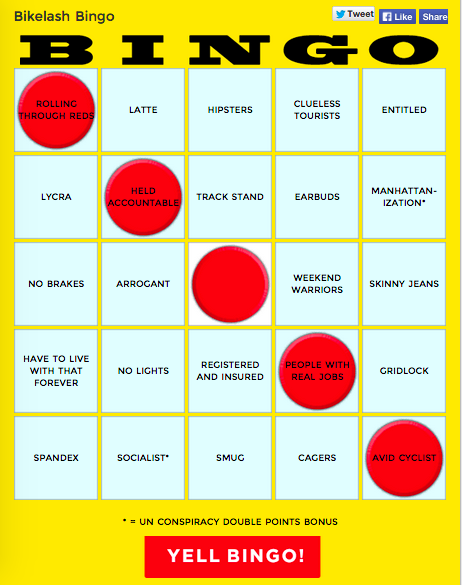 Bikelash Bingo
Tweet
Like
Share
BINGO
ROLLING
THROUGH REDS
LATTE
HIPSTERS
CLUELESS
TOURISTS
ENTITLED
LYCRA
HELD
ACCOUNTABLE
TRACK STAND
EARBUDS
MANHATTAN-
IZATION*
NO BRAKES
ARROGANT
WEEKEND
WARRIORS
SKINNY JEANS
HAVE TO LIVE
WITH THAT
FOREVER
NO LIGHTS
REGISTERED
AND INSURED
PEOPLE WITH
REAL JOBS
GRIDLOCK
SPANDEX
SOCIALIST*
SMUG
CAGERS
AVID CYCLIST
* = UN CONSPIRACY DOUBLE POINTS BONUS
YELL BINGO!